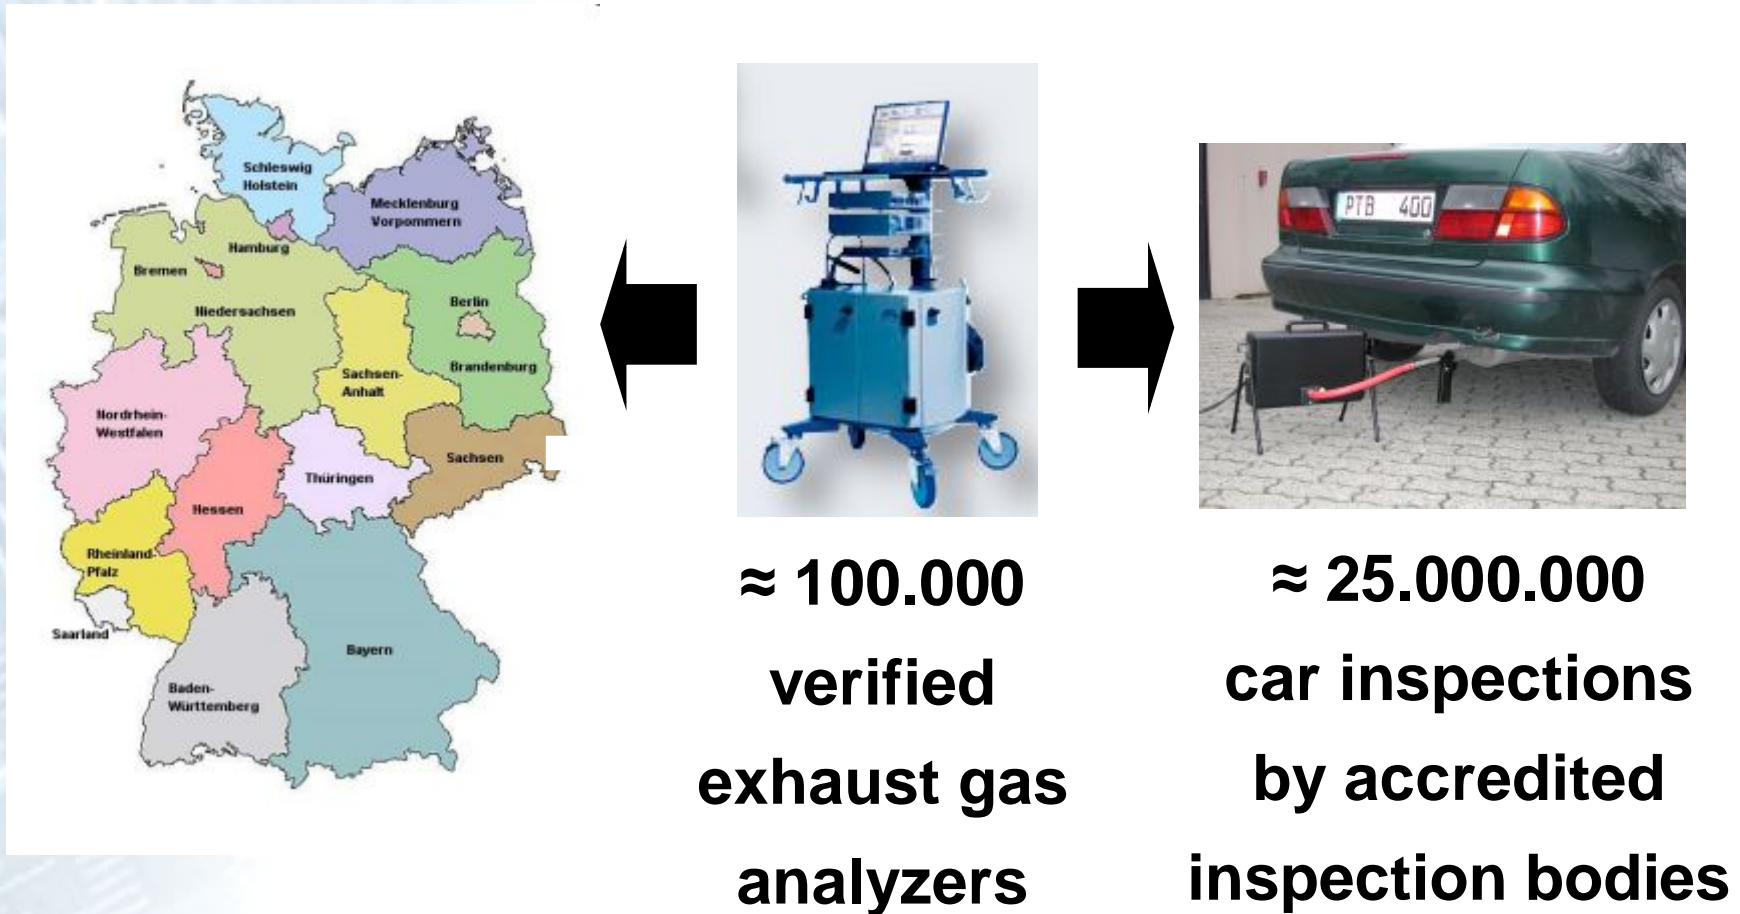 Schleswig
Holstein
Mecklenburg
Vorpommern
Hamburg
Bremen
Niedersachsen
Berlin
Brandenburg
Sachsen-
Anhalt
Nordrhein-
Westfalen
Sachsen
Thüringen
Hessen
Rheinland-
Pfalz
Saarland
Bayern
Baden-
Württemberg
PTB 400
≈ 100.000
verified
exhaust gas
analyzers
≈ 25.000.000
car inspections
by accredited
inspection bodies